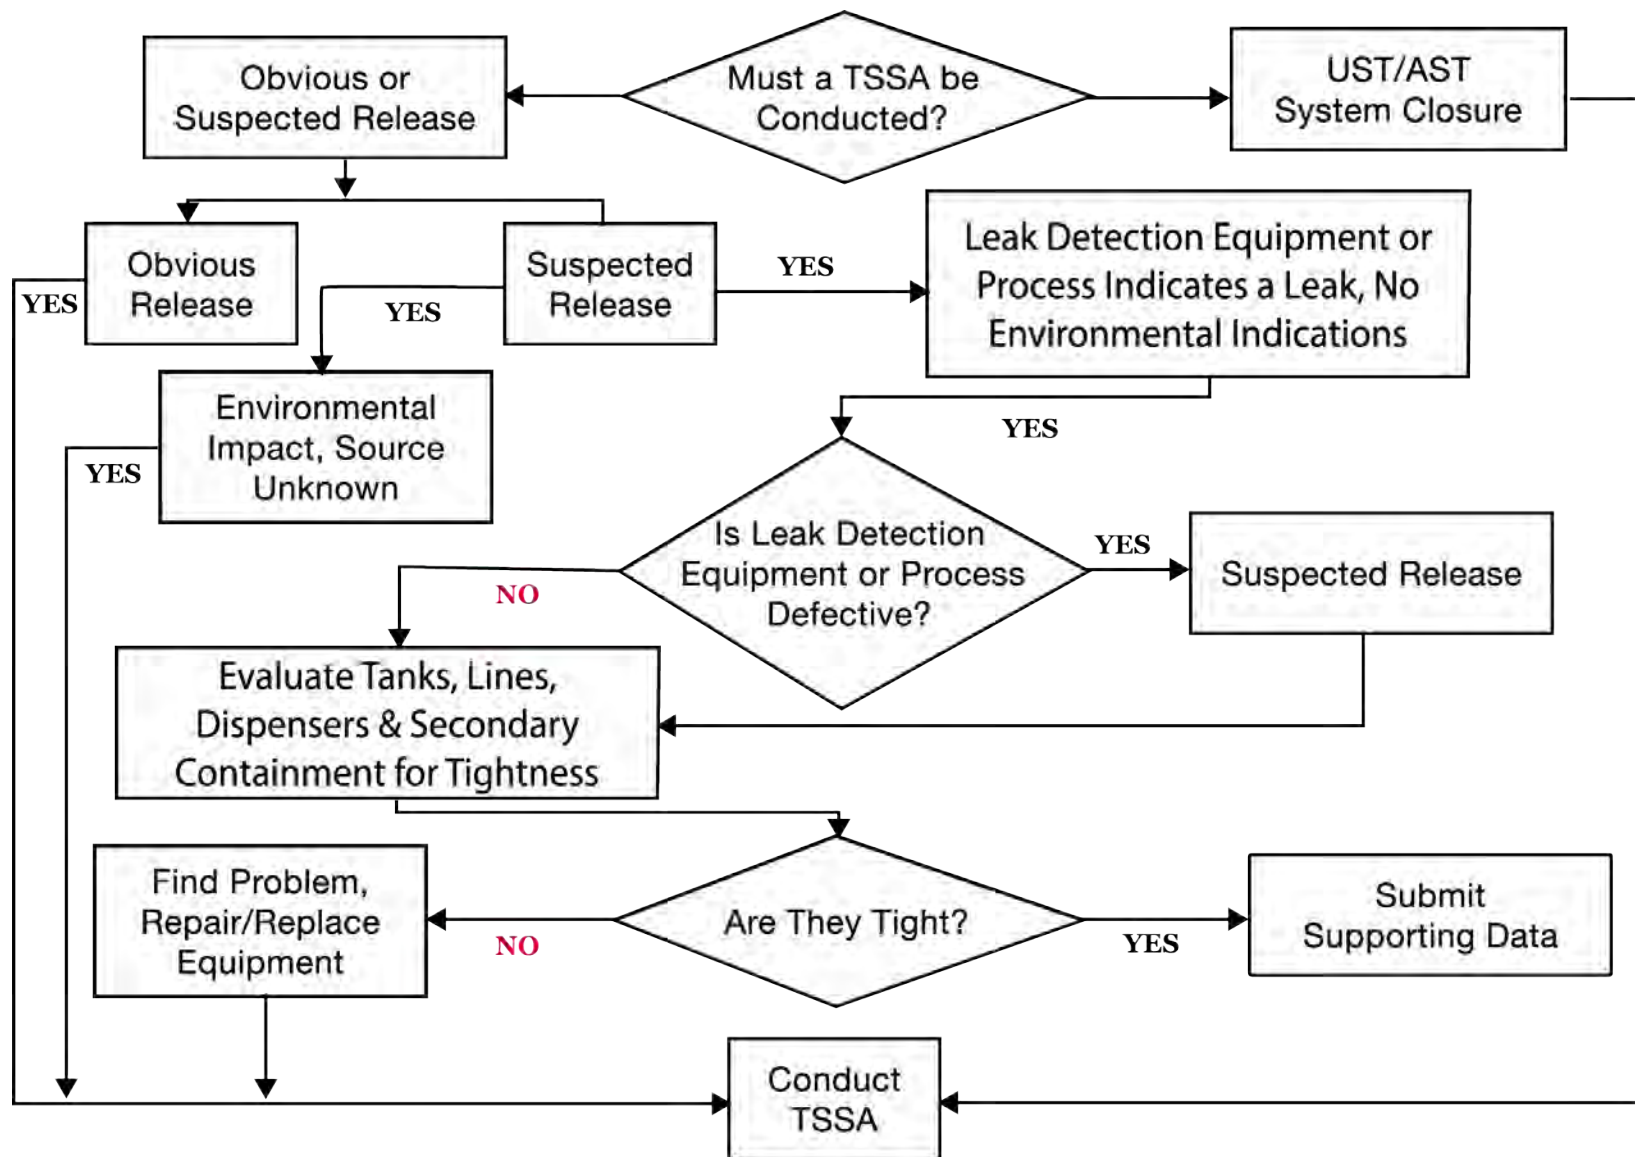 Obvious or
Suspected Release
Must a TSSA be
Conducted?
UST/AST
System Closure
Obvious
Release
YES
Suspected
Release
YES
YES
Leak Detection Equipment or
Process Indicates a Leak, No
Environmental Indications
Environmental
Impact, Source
Unknown
YES
YES
Is Leak Detection
Equipment or Process
Defective?
YES
Suspected Release
NO
Evaluate Tanks, Lines,
Dispensers & Secondary
Containment for Tightness
Find Problem,
Repair/Replace
Equipment
NO
Are They Tight?
YES
Submit
Supporting Data
Conduct
TSSA